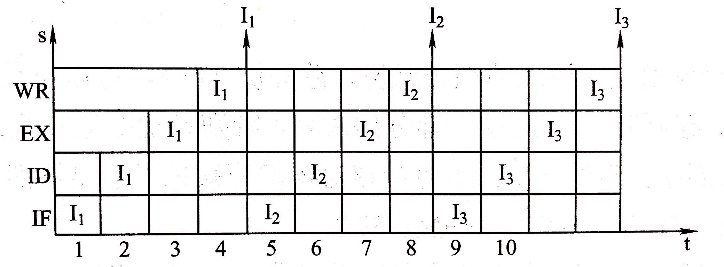 I₁ I₂ I₃
s
WR I₁ I₂ I₃
EX I₁ I₂ I₃
ID I₁ I₂ I₃
IF I₁ I₂ I₃
1 2 3 4 5 6 7 8 9 10 t